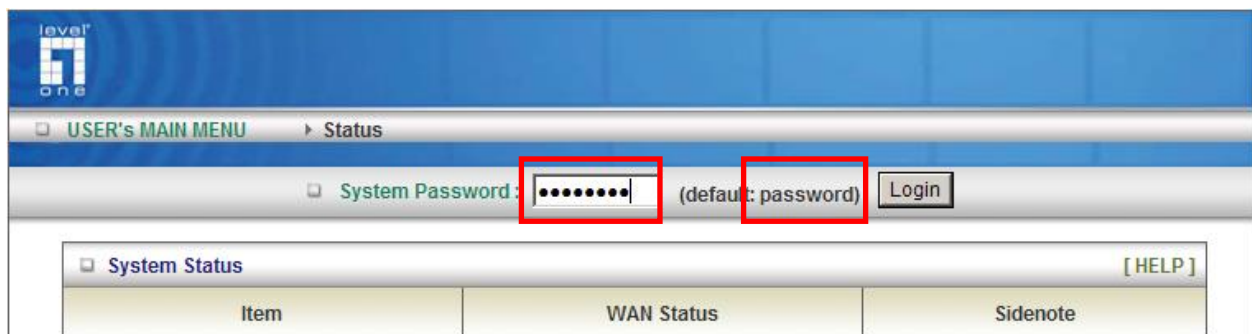 level
one
USER's MAIN MENU Status
System Password : •••••••• (default: password) Login
System Status [ HELP ]
Item WAN Status Sidenote